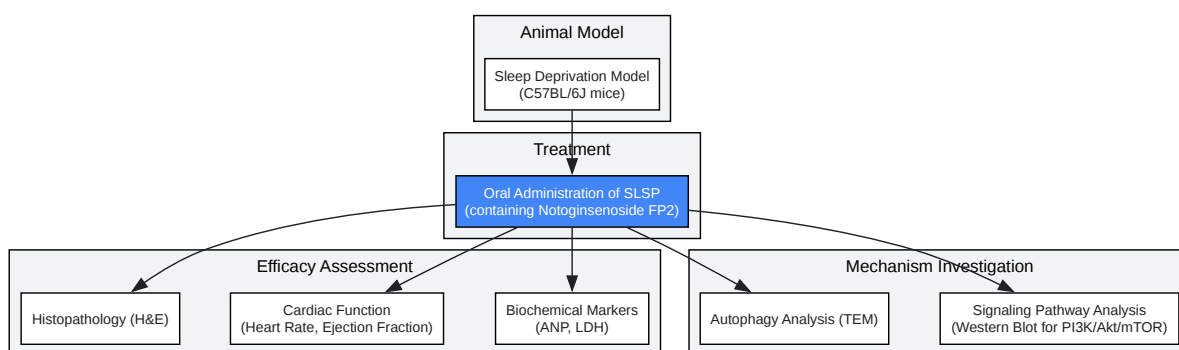 Animal Model
Sleep Deprivation Model
(C57BL/6J mice)
Treatment
Oral Administration of SLSP
(containing Notoginsenoside FP2)
Efficacy Assessment
Mechanism Investigation
Histopathology (H&E)
Cardiac Function
(Heart Rate, Ejection Fraction)
Biochemical Markers
(ANP, LDH)
Autophagy Analysis (TEM)
Signaling Pathway Analysis
(Western Blot for PI3K/Akt/mTOR)